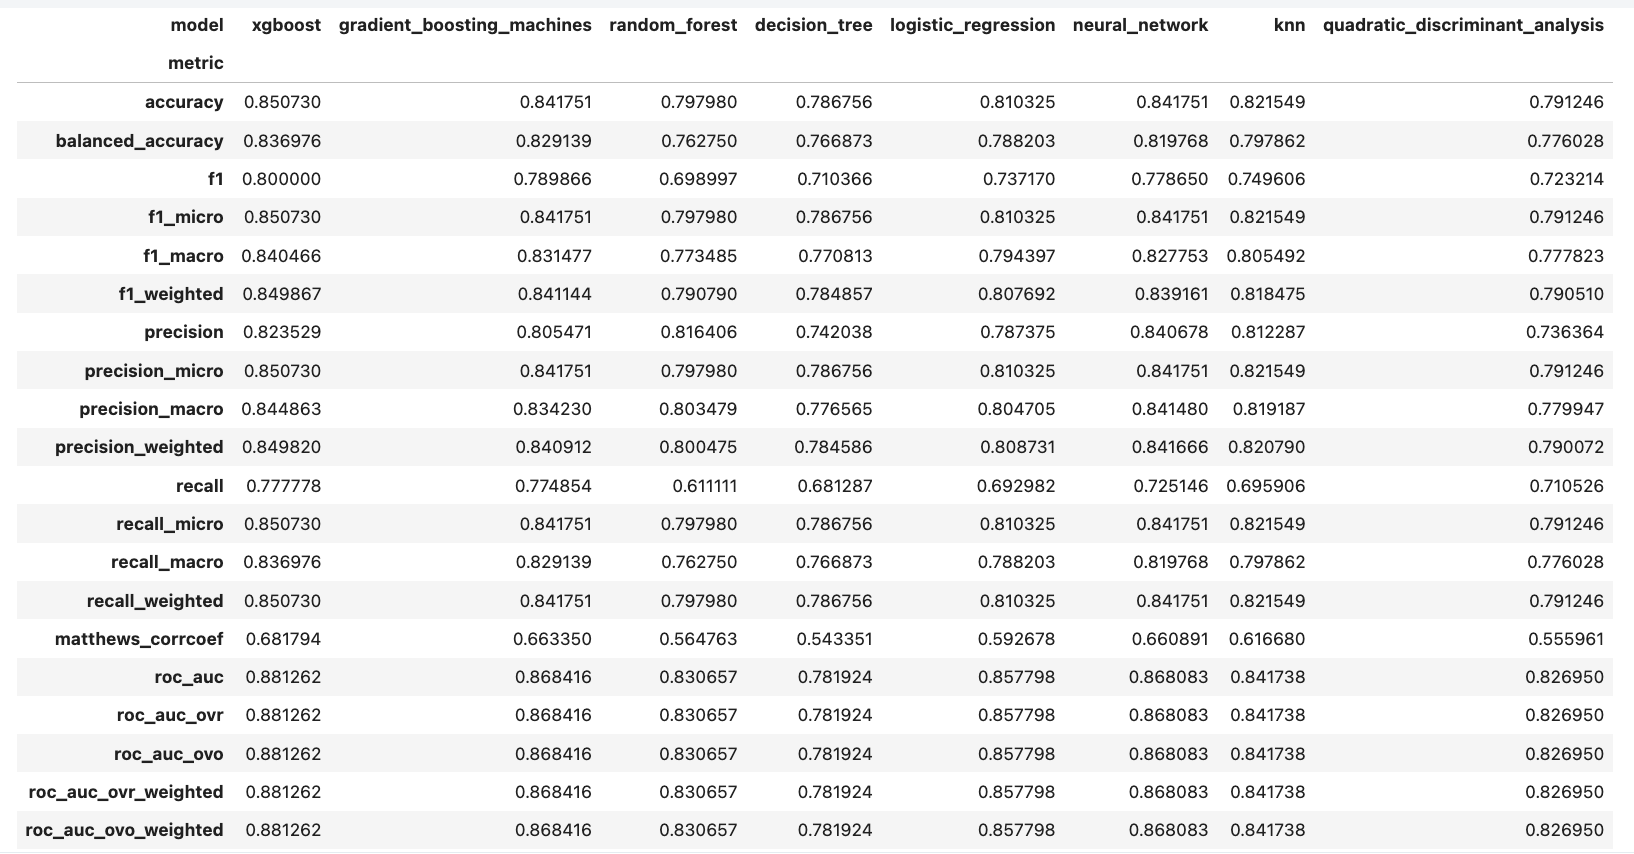 model xgboost gradient_boosting_machines random_forest decision_tree logistic_regression neural_network knn quadratic_discriminant_analysis
metric
accuracy 0.850730 0.841751 0.797980 0.786756 0.810325 0.841751 0.821549 0.791246
balanced_accuracy 0.836976 0.829139 0.762750 0.766873 0.788203 0.819768 0.797862 0.776028
f1 0.800000 0.789866 0.698997 0.710366 0.737170 0.778650 0.749606 0.723214
f1_micro 0.850730 0.841751 0.797980 0.786756 0.810325 0.841751 0.821549 0.791246
f1_macro 0.840466 0.831477 0.773485 0.770813 0.794397 0.827753 0.805492 0.777823
f1_weighted 0.849867 0.841144 0.790790 0.784857 0.807692 0.839161 0.818475 0.790510
precision 0.823529 0.805471 0.816406 0.742038 0.787375 0.840678 0.812287 0.736364
precision_micro 0.850730 0.841751 0.797980 0.786756 0.810325 0.841751 0.821549 0.791246
precision_macro 0.844863 0.834230 0.803479 0.776565 0.804705 0.841480 0.819187 0.779947
precision_weighted 0.849820 0.840912 0.800475 0.784586 0.808731 0.841666 0.820790 0.790072
recall 0.777778 0.774854 0.611111 0.681287 0.692982 0.725146 0.695906 0.710526
recall_micro 0.850730 0.841751 0.797980 0.786756 0.810325 0.841751 0.821549 0.791246
recall_macro 0.836976 0.829139 0.762750 0.766873 0.788203 0.819768 0.797862 0.776028
recall_weighted 0.850730 0.841751 0.797980 0.786756 0.810325 0.841751 0.821549 0.791246
matthews_corrcoef 0.681794 0.663350 0.564763 0.543351 0.592678 0.660891 0.616680 0.555961
roc_auc 0.881262 0.868416 0.830657 0.781924 0.857798 0.868083 0.841738 0.826950
roc_auc_ovr 0.881262 0.868416 0.830657 0.781924 0.857798 0.868083 0.841738 0.826950
roc_auc_ovo 0.881262 0.868416 0.830657 0.781924 0.857798 0.868083 0.841738 0.826950
roc_auc_ovr_weighted 0.881262 0.868416 0.830657 0.781924 0.857798 0.868083 0.841738 0.826950
roc_auc_ovo_weighted 0.881262 0.868416 0.830657 0.781924 0.857798 0.868083 0.841738 0.826950